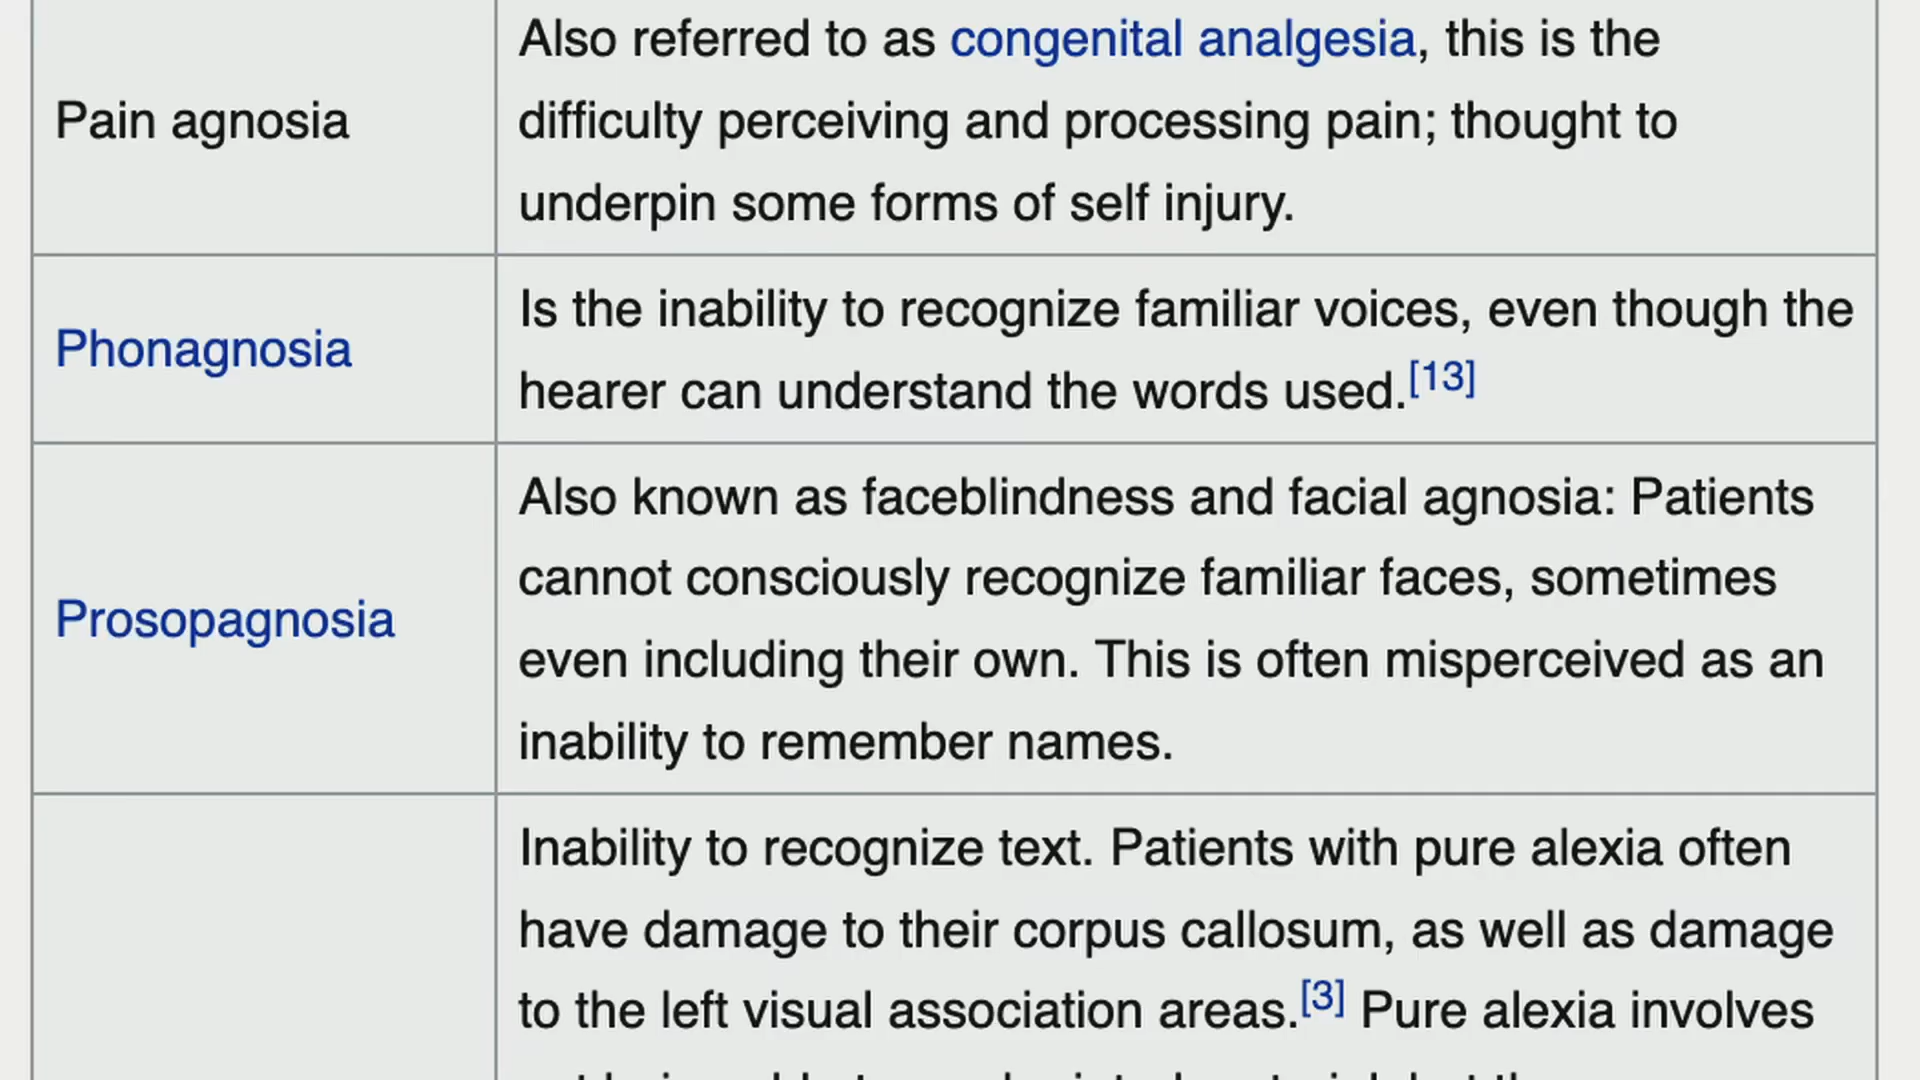 Also referred to as congenital analgesia, this is the
Pain agnosia
difficulty perceiving and processing pain; thought to
underpin some forms of self injury.
Is the inability to recognize familiar voices, even though the
Phonagnosia
hearer can understand the words used.[13]
Also known as faceblindness and facial agnosia: Patients
cannot consciously recognize familiar faces, sometimes
Prosopagnosia
even including their own. This is often misperceived as an
inability to remember names.
Inability to recognize text. Patients with pure alexia often
have damage to their corpus callosum, as well as damage
to the left visual association areas.[3] Pure alexia involves